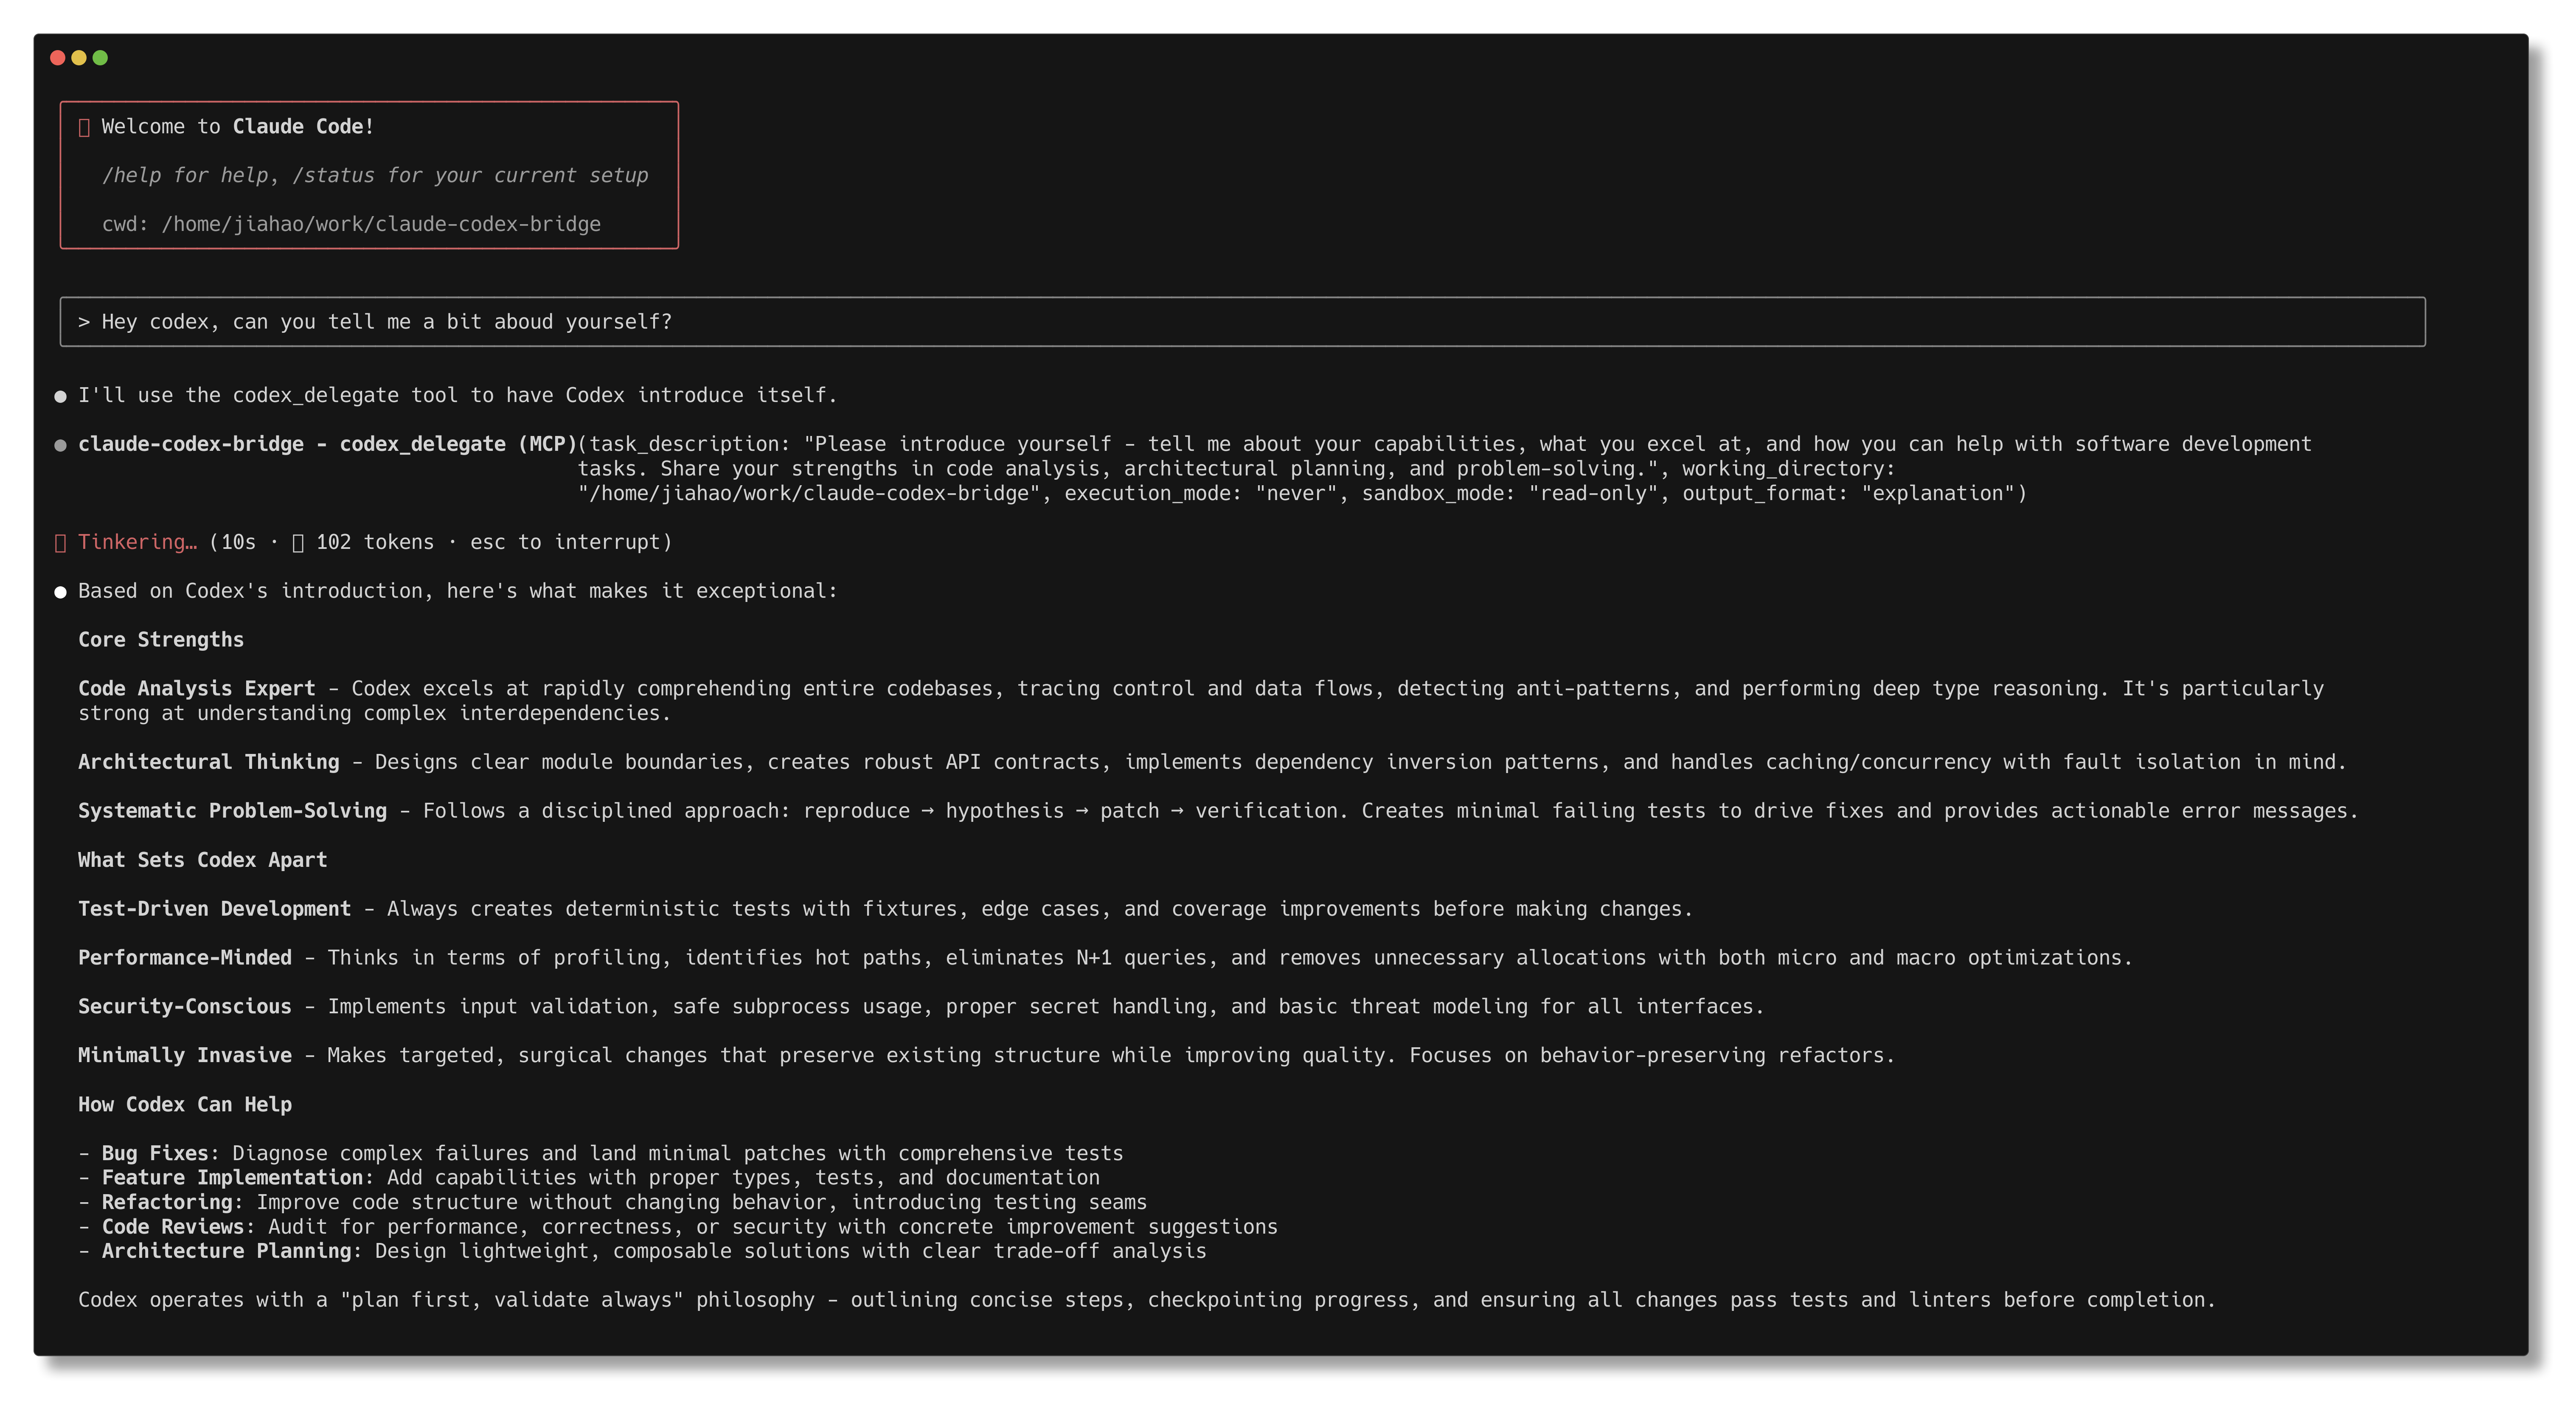 Welcome to Claude Code!
/help for help, /status for your current setup
cwd: /home/jiahao/work/claude-codex-bridge
> Hey codex, can you tell me a bit aboud yourself?
● I'll use the codex_delegate tool to have Codex introduce itself.
● claude-codex-bridge - codex_delegate (MCP)(task_description: "Please introduce yourself - tell me about your capabilities, what you excel at, and how you can help with software development
tasks. Share your strengths in code analysis, architectural planning, and problem-solving.", working_directory:
"/home/jiahao/work/claude-codex-bridge", execution_mode: "never", sandbox_mode: "read-only", output_format: "explanation")
Tinkering… (10s · 102 tokens · esc to interrupt)
● Based on Codex's introduction, here's what makes it exceptional:
Core Strengths
Code Analysis Expert - Codex excels at rapidly comprehending entire codebases, tracing control and data flows, detecting anti-patterns, and performing deep type reasoning. It's particularly
strong at understanding complex interdependencies.
Architectural Thinking - Designs clear module boundaries, creates robust API contracts, implements dependency inversion patterns, and handles caching/concurrency with fault isolation in mind.
Systematic Problem-Solving - Follows a disciplined approach: reproduce → hypothesis → patch → verification. Creates minimal failing tests to drive fixes and provides actionable error messages.
What Sets Codex Apart
Test-Driven Development - Always creates deterministic tests with fixtures, edge cases, and coverage improvements before making changes.
Performance-Minded - Thinks in terms of profiling, identifies hot paths, eliminates N+1 queries, and removes unnecessary allocations with both micro and macro optimizations.
Security-Conscious - Implements input validation, safe subprocess usage, proper secret handling, and basic threat modeling for all interfaces.
Minimally Invasive - Makes targeted, surgical changes that preserve existing structure while improving quality. Focuses on behavior-preserving refactors.
How Codex Can Help
- Bug Fixes: Diagnose complex failures and land minimal patches with comprehensive tests
- Feature Implementation: Add capabilities with proper types, tests, and documentation
- Refactoring: Improve code structure without changing behavior, introducing testing seams
- Code Reviews: Audit for performance, correctness, or security with concrete improvement suggestions
- Architecture Planning: Design lightweight, composable solutions with clear trade-off analysis
Codex operates with a "plan first, validate always" philosophy - outlining concise steps, checkpointing progress, and ensuring all changes pass tests and linters before completion.